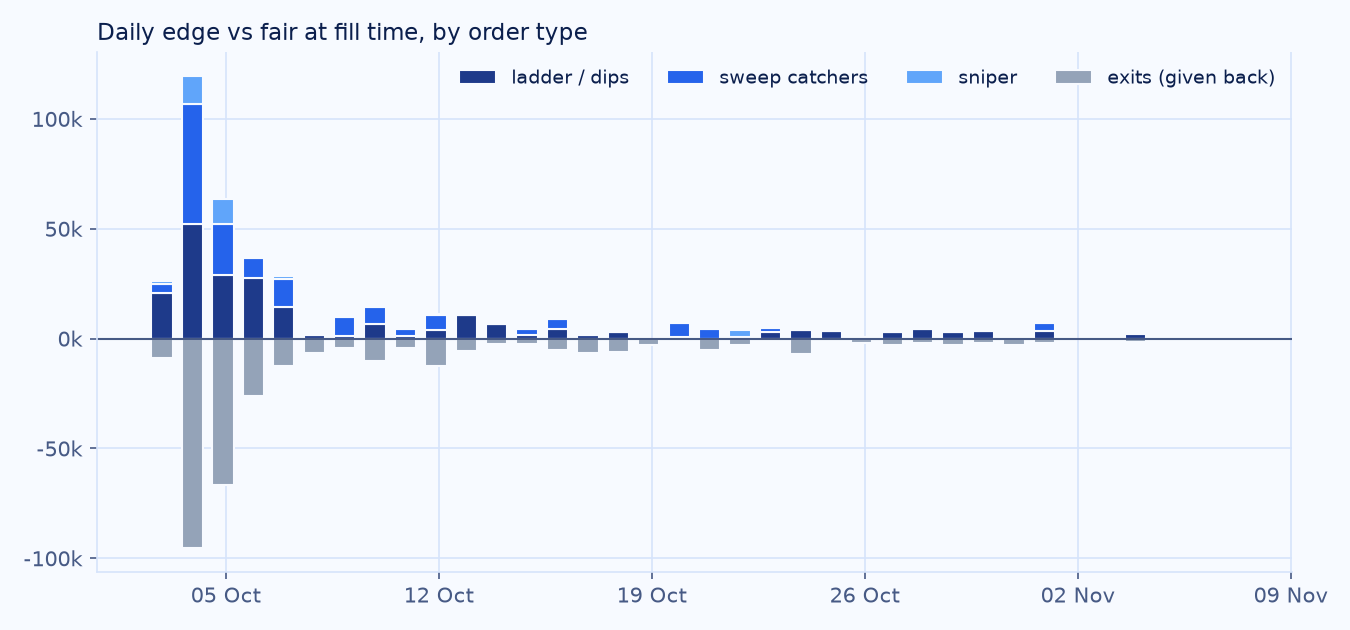 Daily edge vs fair at fill time, by order type
ladder / dips
sweep catchers
sniper
exits (given back)
100k
50k
0k
-50k
-100k
05 Oct
12 Oct
19 Oct
26 Oct
02 Nov
09 Nov